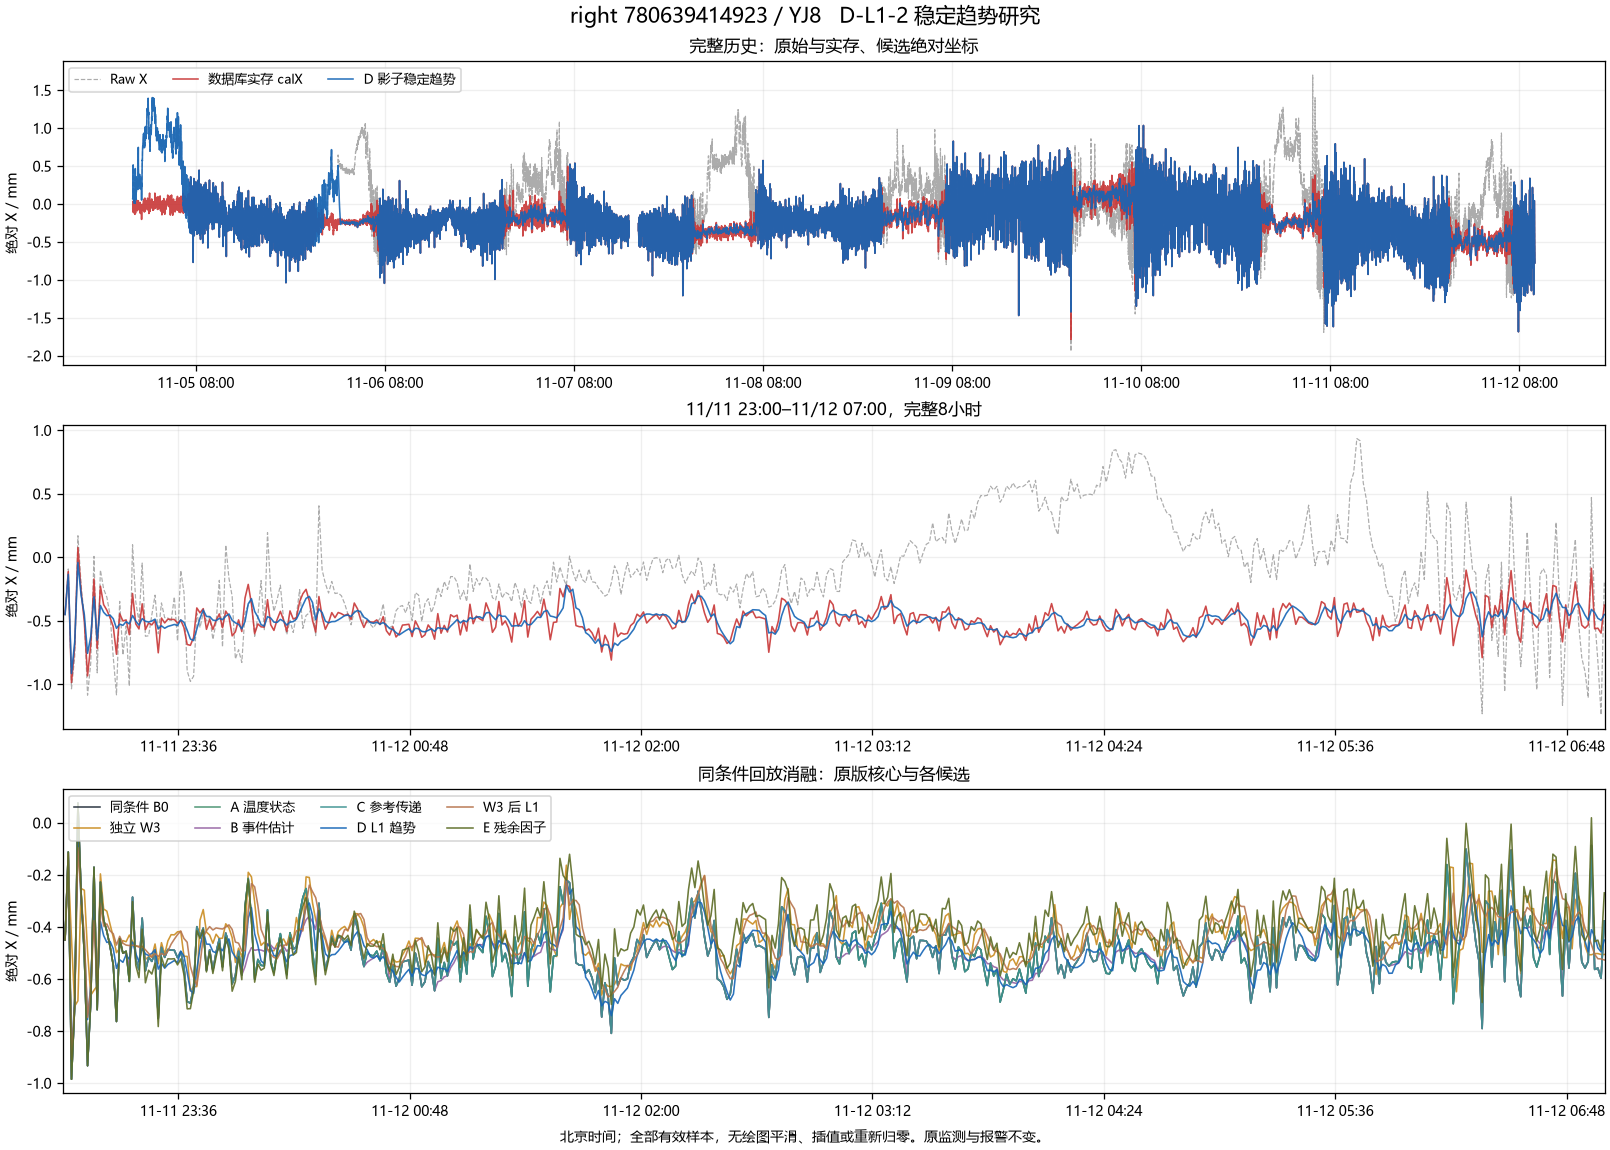 right 780639414923 / YJ8 D-L1-2 稳定趋势研究
完整历史：原始与实存、候选绝对坐标
Raw X 数据库实存 calX D 影子稳定趋势
绝对 X / mm
1.5
1.0
0.5
0.0
-0.5
-1.0
-1.5
-2.0
11-05 08:00 11-06 08:00 11-07 08:00 11-08 08:00 11-09 08:00 11-10 08:00 11-11 08:00 11-12 08:00
11/11 23:00–11/12 07:00，完整8小时
绝对 X / mm
1.0
0.5
0.0
-0.5
-1.0
11-11 23:36 11-12 00:48 11-12 02:00 11-12 03:12 11-12 04:24 11-12 05:36 11-12 06:48
同条件回放消融：原版核心与各候选
同条件 B0 A 温度状态 C 参考传递 W3 后 L1
独立 W3 B 事件估计 D L1 趋势 E 残余因子
绝对 X / mm
0.0
-0.2
-0.4
-0.6
-0.8
-1.0
11-11 23:36 11-12 00:48 11-12 02:00 11-12 03:12 11-12 04:24 11-12 05:36 11-12 06:48
北京时间；全部有效样本，无绘图平滑、插值或重新归零。原监测与报警不变。